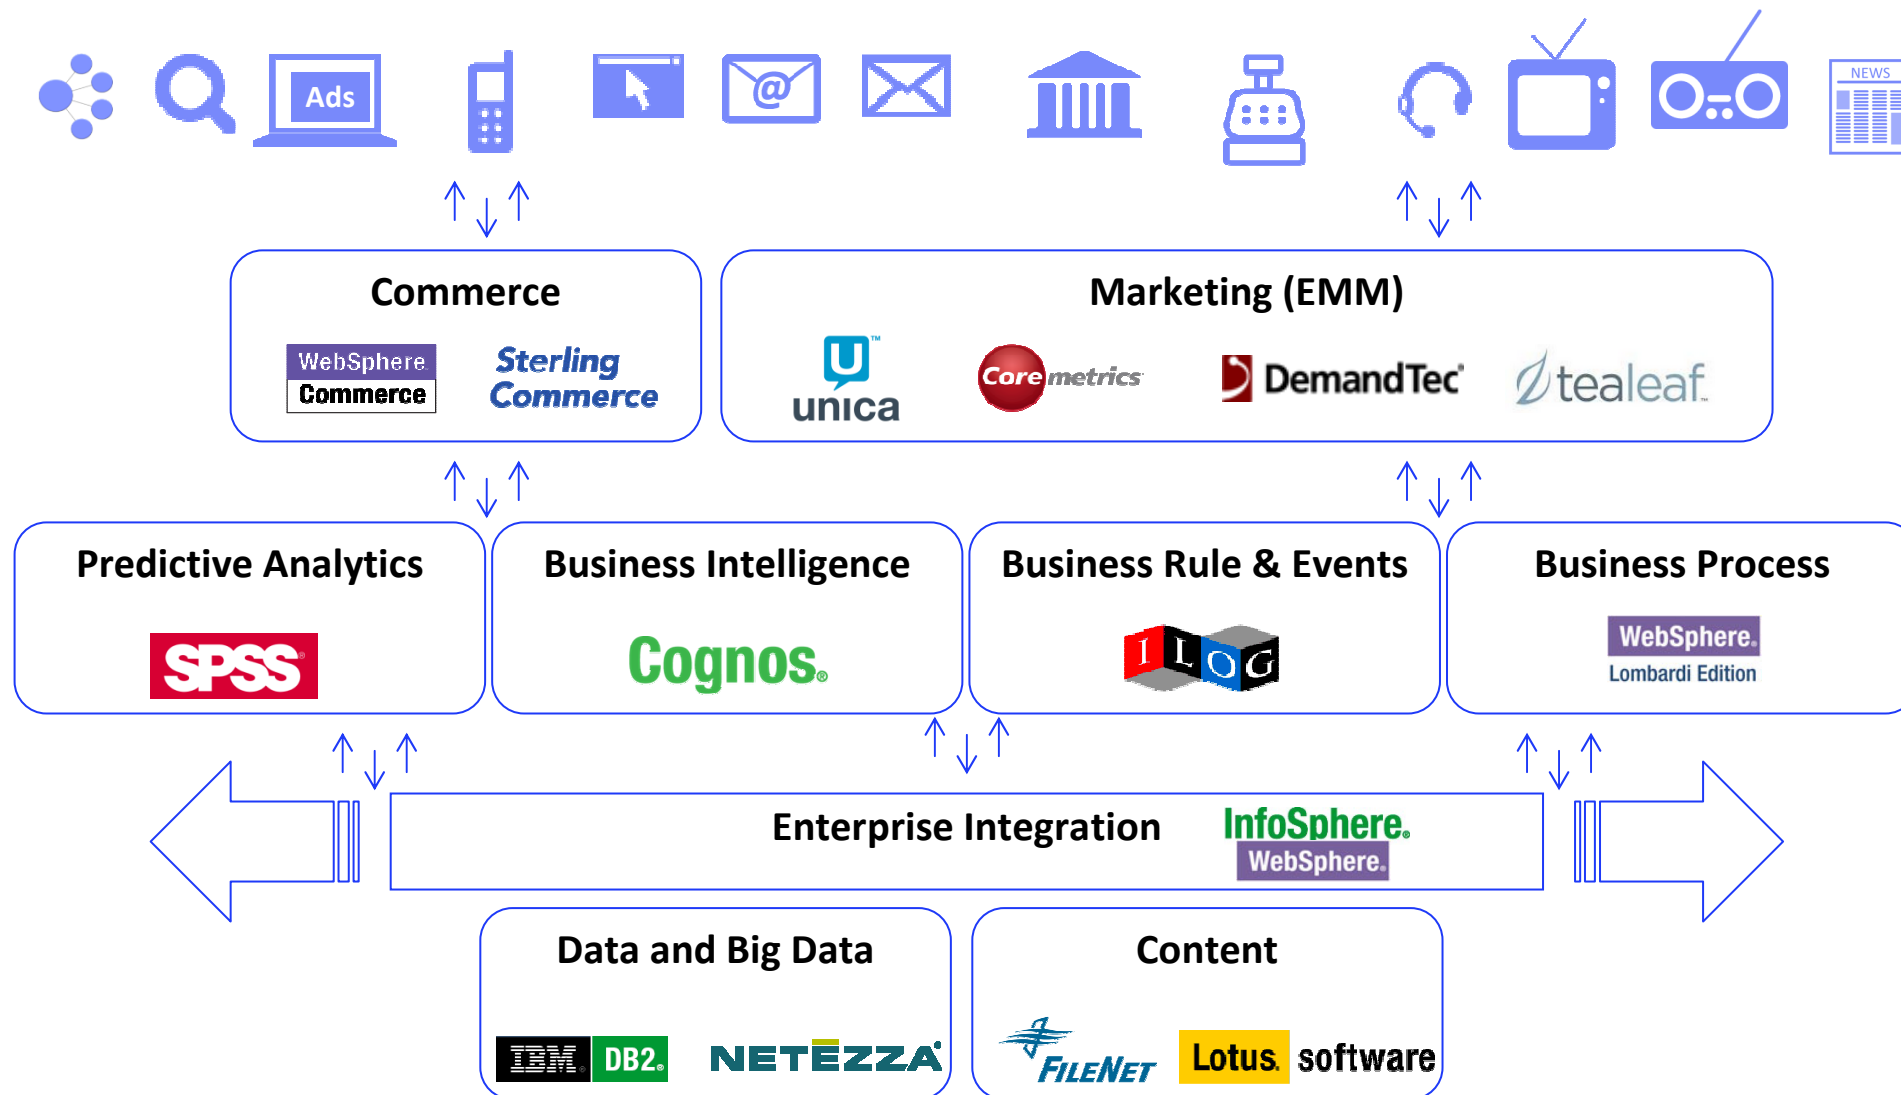 Ads
@
NEWS
Commerce
Marketing (EMM)
WebSphere
Commerce
Sterling
Commerce
U™
unica
Coremetrics
DemandTec
tealeaf™
Predictive Analytics
Business Intelligence
Business Rule & Events
Business Process
SPSS®
Cognos®
ILOG
WebSphere®
Lombardi Edition
Enterprise Integration
InfoSphere®
WebSphere®
Data and Big Data
Content
IBM® DB2®
NETEZZA
FILENET
Lotus® software